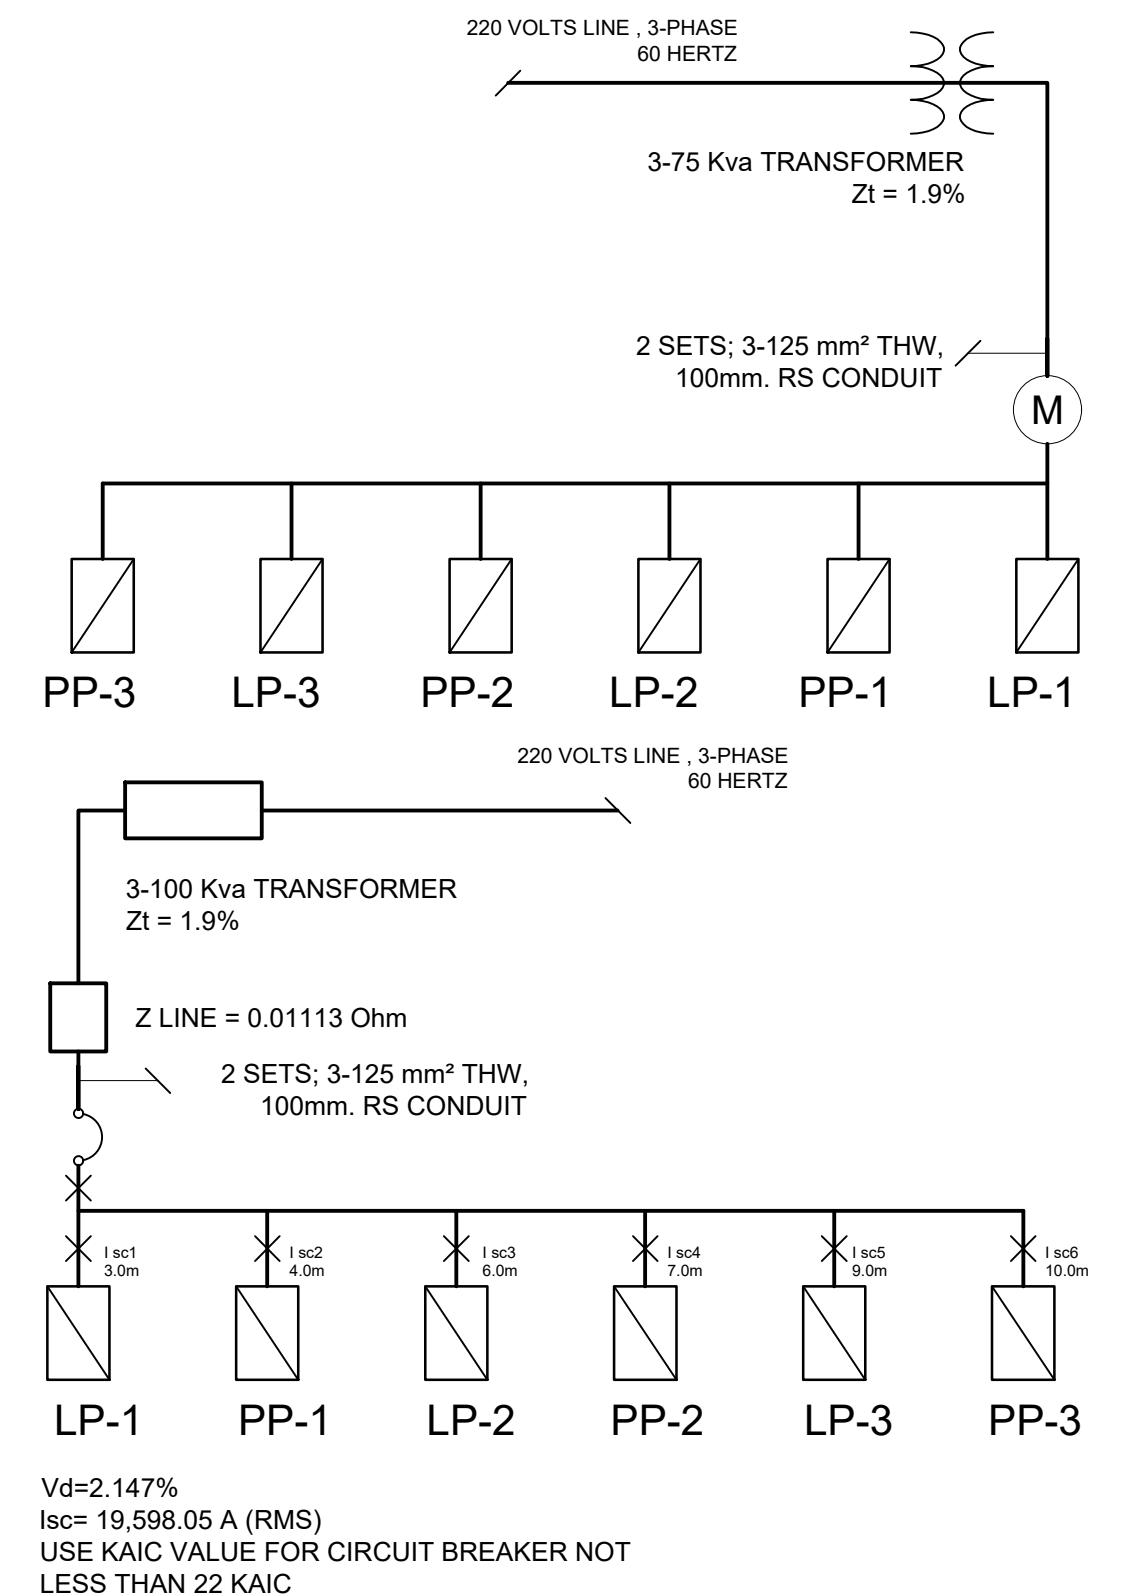 220 VOLTS LINE , 3-PHASE
60 HERTZ
3-75 Kva TRANSFORMER
Zt = 1.9%
2 SETS; 3-125 mm² THW,
100mm. RS CONDUIT
M
PP-3 LP-3 PP-2 LP-2 PP-1 LP-1
220 VOLTS LINE , 3-PHASE
60 HERTZ
3-100 Kva TRANSFORMER
Zt = 1.9%
Z LINE = 0.01113 Ohm
2 SETS; 3-125 mm² THW,
100mm. RS CONDUIT
I sc1 I sc2 I sc3 I sc4 I sc5 I sc6
3.0m 4.0m 6.0m 7.0m 9.0m 10.0m
LP-1 PP-1 LP-2 PP-2 LP-3 PP-3
Vd=2.147%
Isc= 19,598.05 A (RMS)
USE KAIC VALUE FOR CIRCUIT BREAKER NOT
LESS THAN 22 KAIC